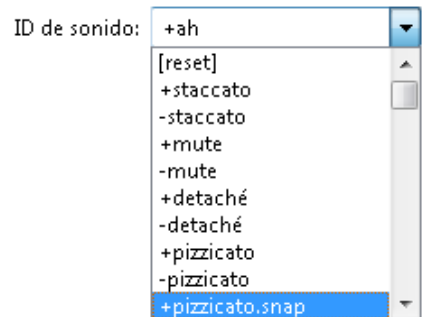 ID de sonido: +ah
[reset]
+staccato
-staccato
+mute
-mute
+detaché
-detaché
+pizzicato
-pizzicato
+pizzicato.snap